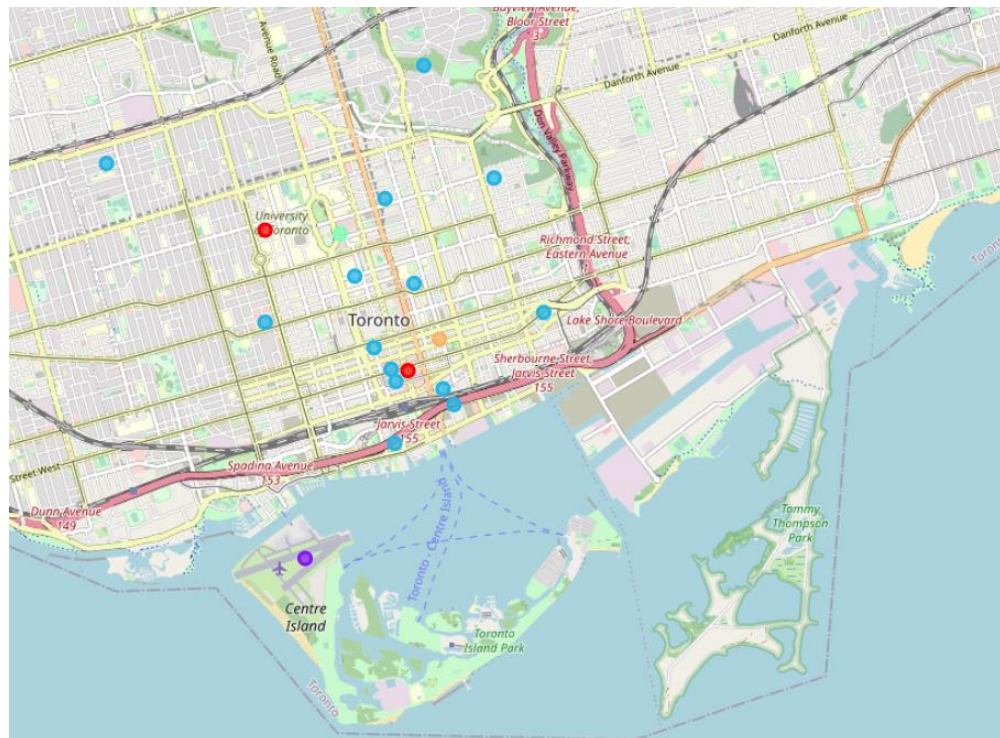 Bayview Avenue,
Bloor Street
3
Avenue Road
Danforth Avenue
Danforth Avenue
Don Valley Parkway
University
of Toronto
Richmond Street,
Eastern Avenue
Toronto
Lake Shore Boulevard
Sherbourne Street,
Jarvis Street
155
Jarvis Street
155
Spadina Avenue
153
Street West
Dunn Avenue
149
Toronto - Centre Island
Tommy
Thompson
Park
Centre
Island
Toronto
Island Park
Toronto